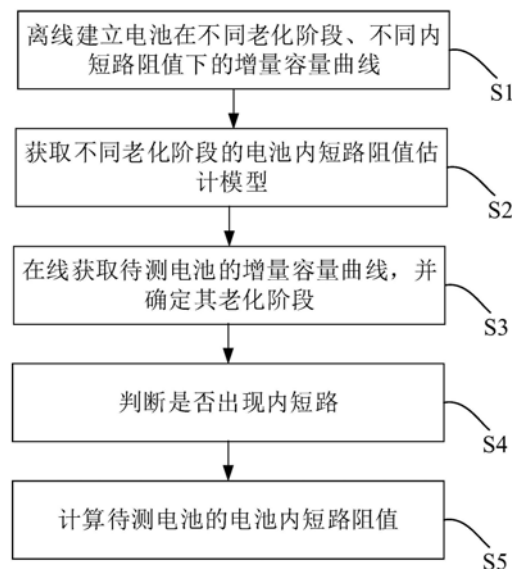 离线建立电池在不同老化阶段、不同内
短路阻值下的增量容量曲线
S1
获取不同老化阶段的电池内短路阻值估
计模型
S2
在线获取待测电池的增量容量曲线，并
确定其老化阶段
S3
判断是否出现内短路
S4
计算待测电池的电池内短路阻值
S5